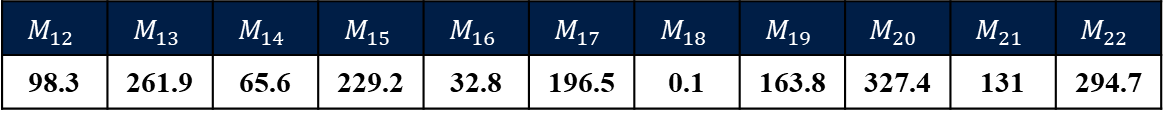 M₁₂ M₁₃ M₁₄ M₁₅ M₁₆ M₁₇ M₁₈ M₁₉ M₂₀ M₂₁ M₂₂
98.3 261.9 65.6 229.2 32.8 196.5 0.1 163.8 327.4 131 294.7